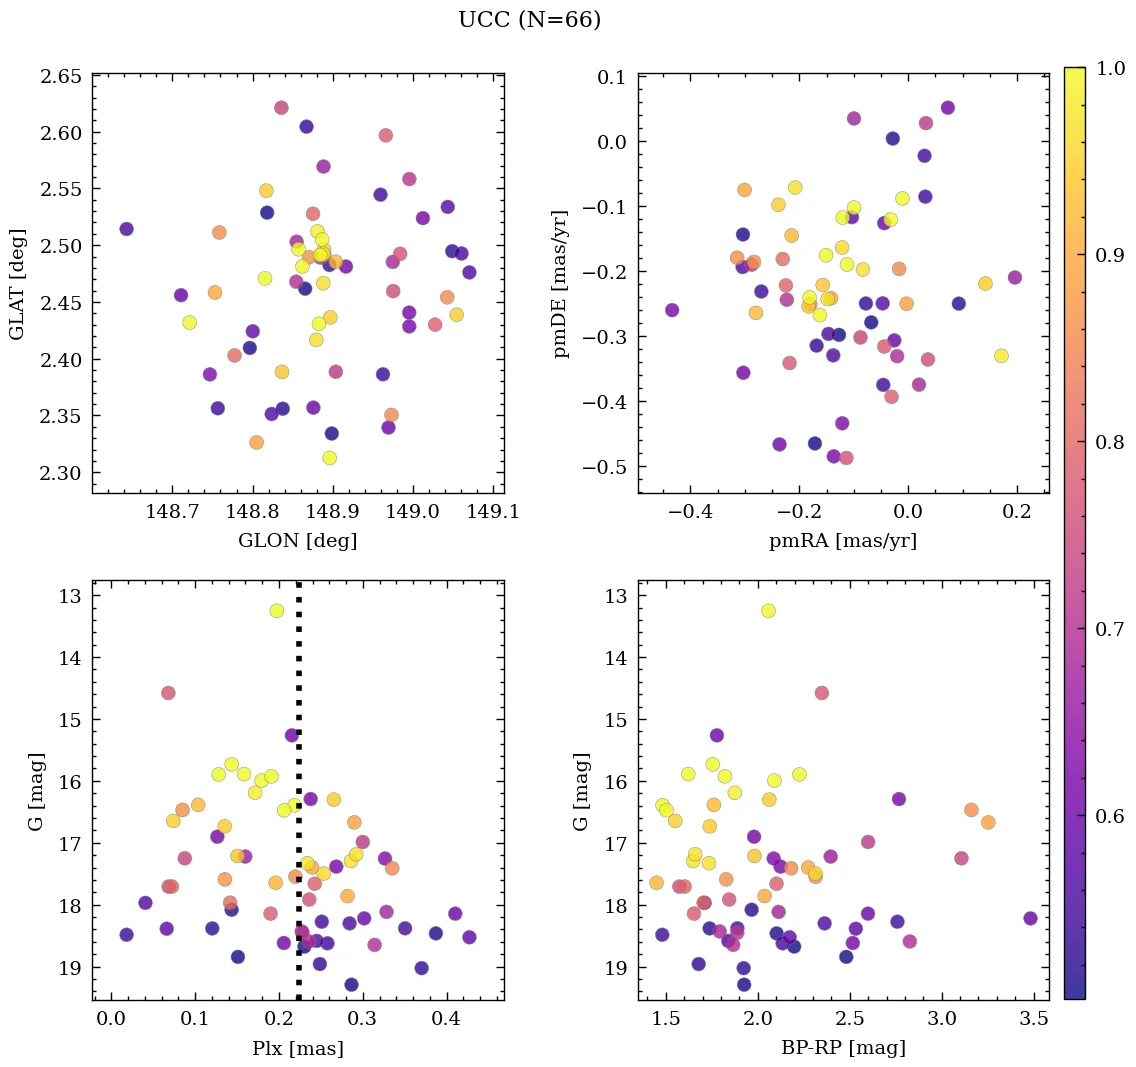 UCC (N=66)
2.65
2.60
2.55
2.50
2.45
2.40
2.35
2.30
GLAT [deg]
148.7 148.8 148.9 149.0 149.1
GLON [deg]
0.1
0.0
−0.1
−0.2
−0.3
−0.4
−0.5
pmDE [mas/yr]
−0.4 −0.2 0.0 0.2
pmRA [mas/yr]
1.0
0.9
0.8
0.7
0.6
13
14
15
16
17
18
19
G [mag]
0.0 0.1 0.2 0.3 0.4
Plx [mas]
13
14
15
16
17
18
19
G [mag]
1.5 2.0 2.5 3.0 3.5
BP-RP [mag]